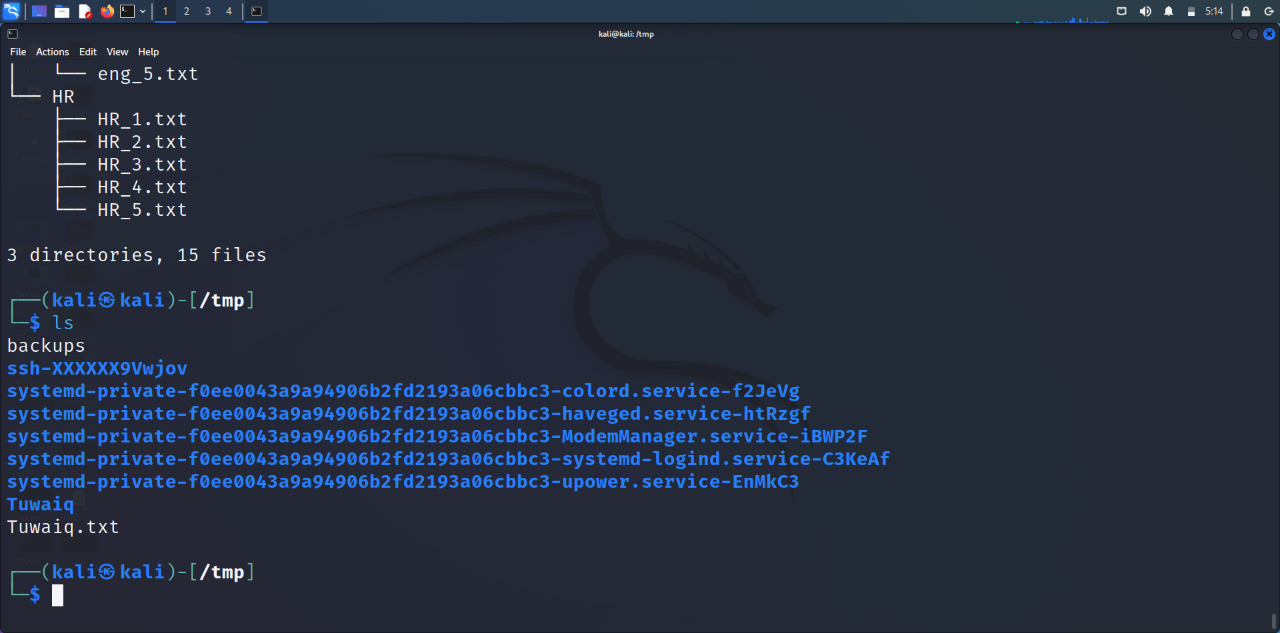 1 2 3 4
5:14
kali@kali: /tmp
File Actions Edit View Help
│   └── eng_5.txt
└── HR
    ├── HR_1.txt
    ├── HR_2.txt
    ├── HR_3.txt
    ├── HR_4.txt
    └── HR_5.txt
3 directories, 15 files
┌──(kali㉿kali)-[/tmp]
└─$ ls
backups
ssh-XXXXXX9Vwjov
systemd-private-f0ee0043a9a94906b2fd2193a06cbbc3-colord.service-f2JeVg
systemd-private-f0ee0043a9a94906b2fd2193a06cbbc3-haveged.service-htRzgf
systemd-private-f0ee0043a9a94906b2fd2193a06cbbc3-ModemManager.service-iBWP2F
systemd-private-f0ee0043a9a94906b2fd2193a06cbbc3-systemd-logind.service-C3KeAf
systemd-private-f0ee0043a9a94906b2fd2193a06cbbc3-upower.service-EnMkC3
Tuwaiq
Tuwaiq.txt
┌──(kali㉿kali)-[/tmp]
└─$